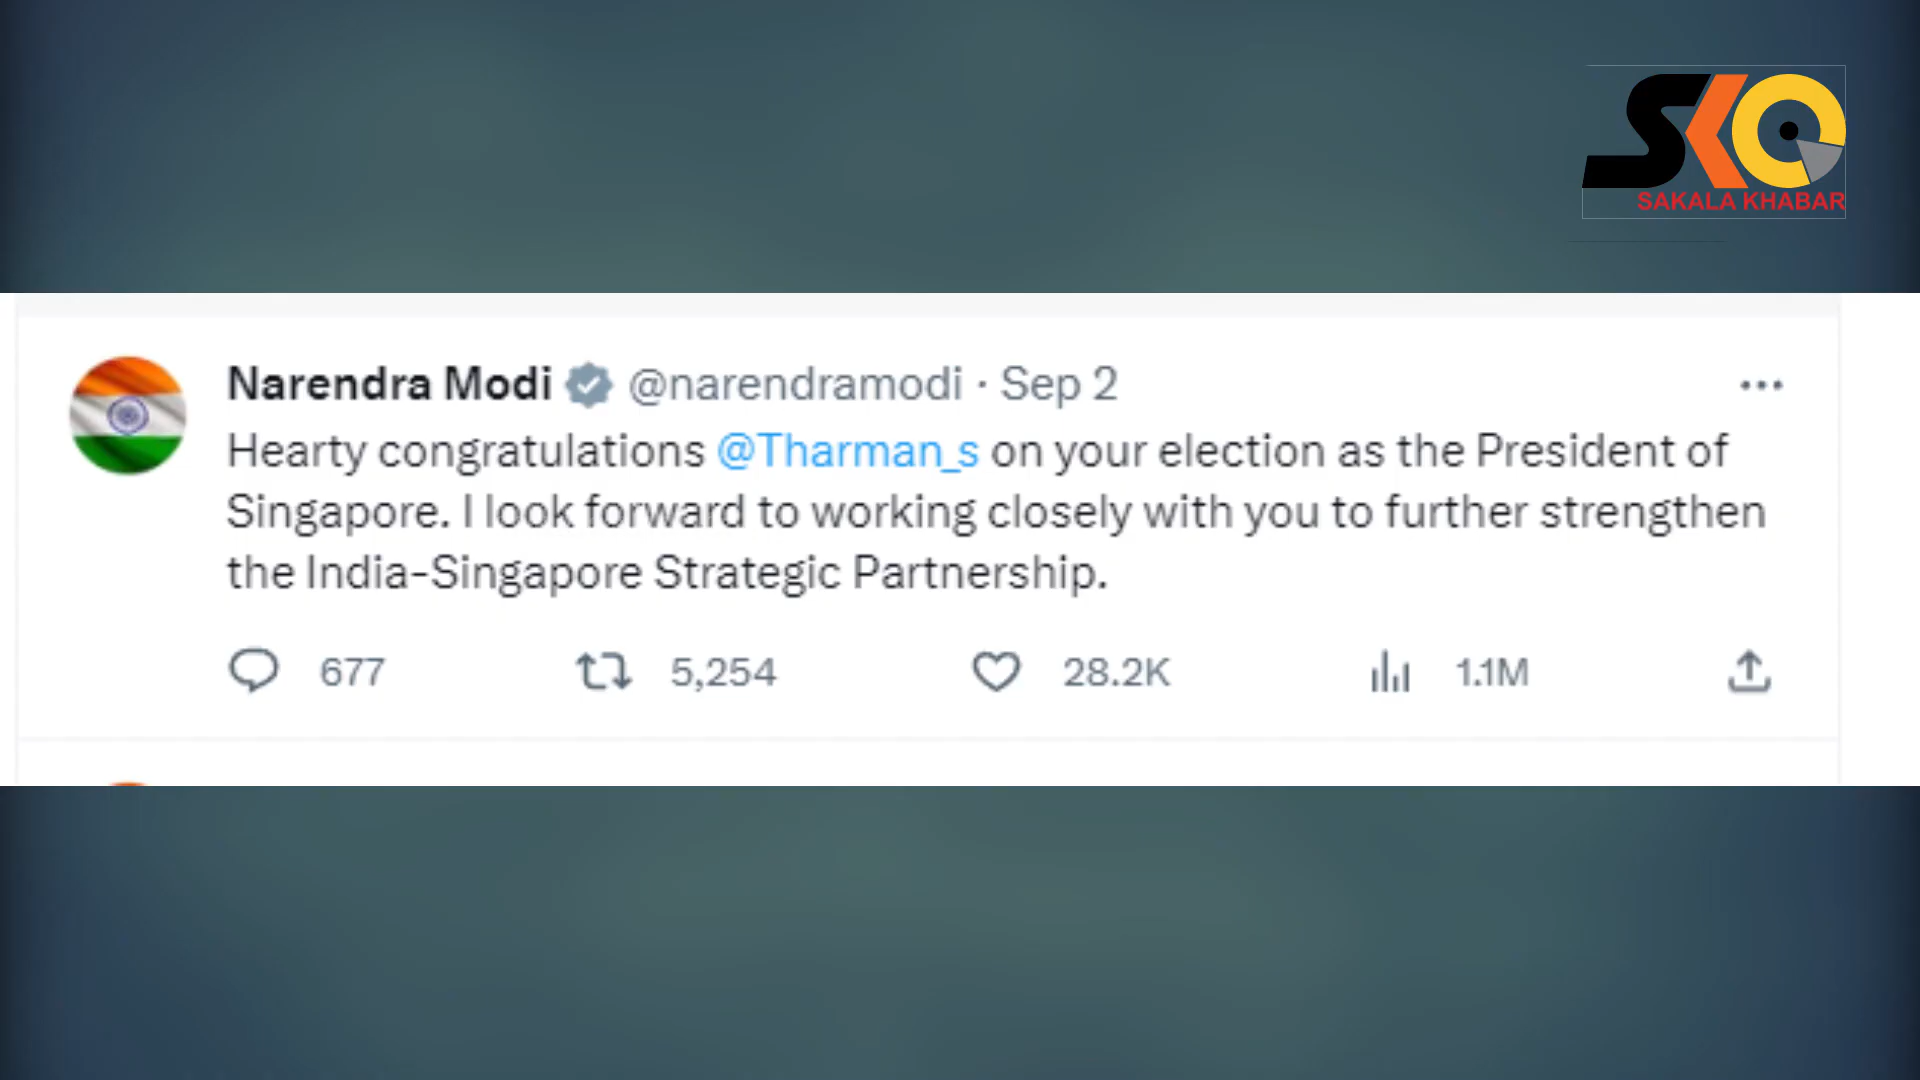 SKQ
SAKALA KHABAR
Narendra Modi @narendramodi · Sep 2
Hearty congratulations @Tharman_s on your election as the President of
Singapore. I look forward to working closely with you to further strengthen
the India-Singapore Strategic Partnership.
677 5,254 28.2K 1.1M